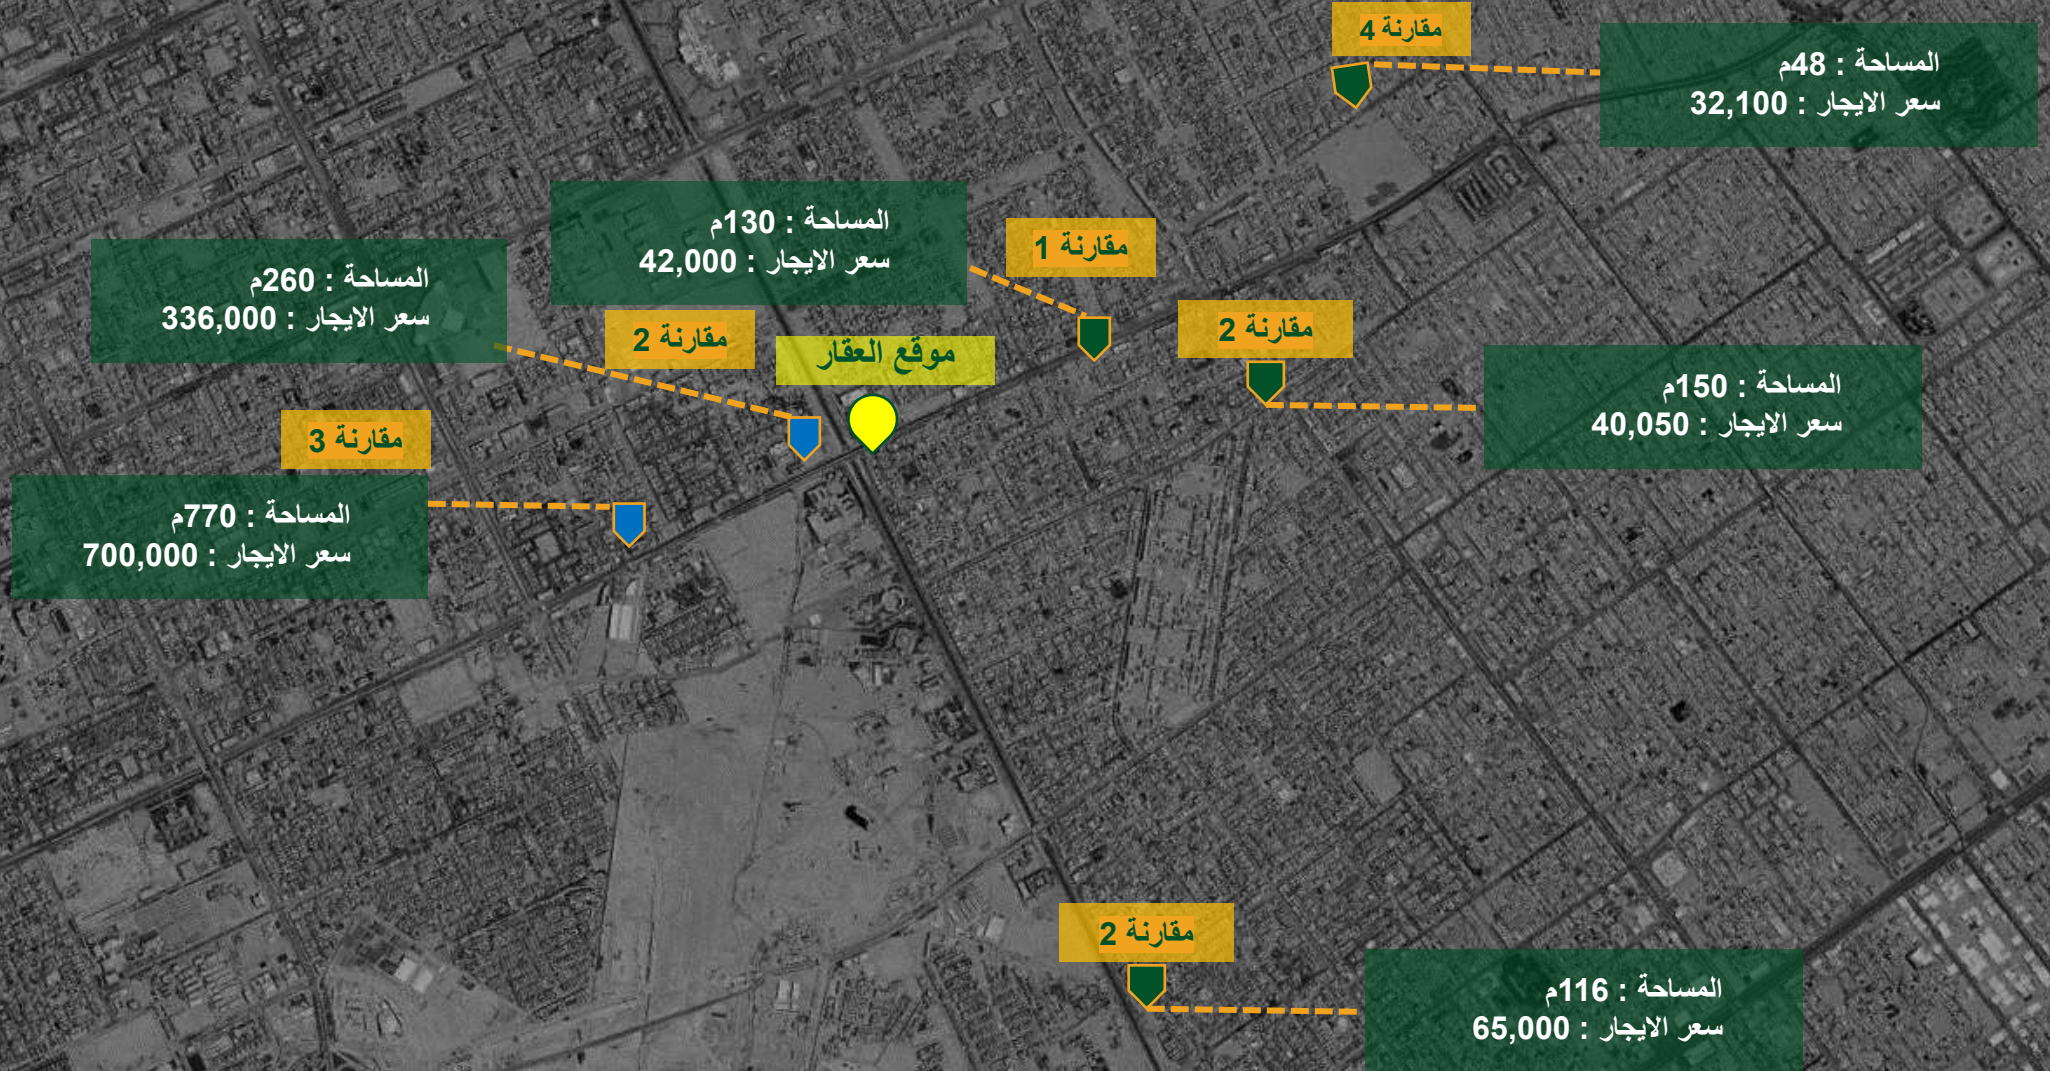 مقارنة 4
المساحة : 48م
سعر الايجار : 32,100
المساحة : 130م
سعر الايجار : 42,000
مقارنة 1
المساحة : 260م
سعر الايجار : 336,000
مقارنة 2
موقع العقار
مقارنة 2
المساحة : 150م
سعر الايجار : 40,050
مقارنة 3
المساحة : 770م
سعر الايجار : 700,000
مقارنة 2
المساحة : 116م
سعر الايجار : 65,000